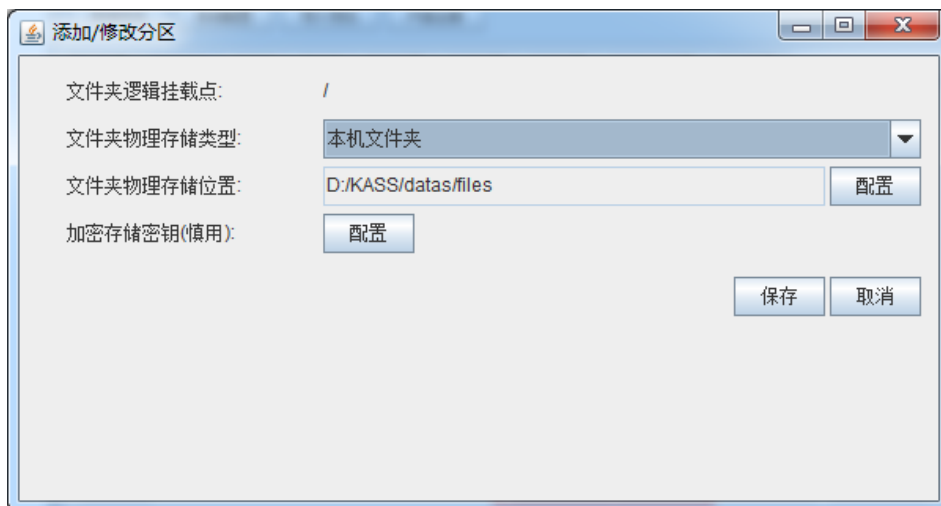 添加/修改分区
文件夹逻辑挂载点: /
文件夹物理存储类型: 本机文件夹
文件夹物理存储位置: D:/KASS/datas/files 配置
加密存储密钥(慎用): 配置
保存 取消